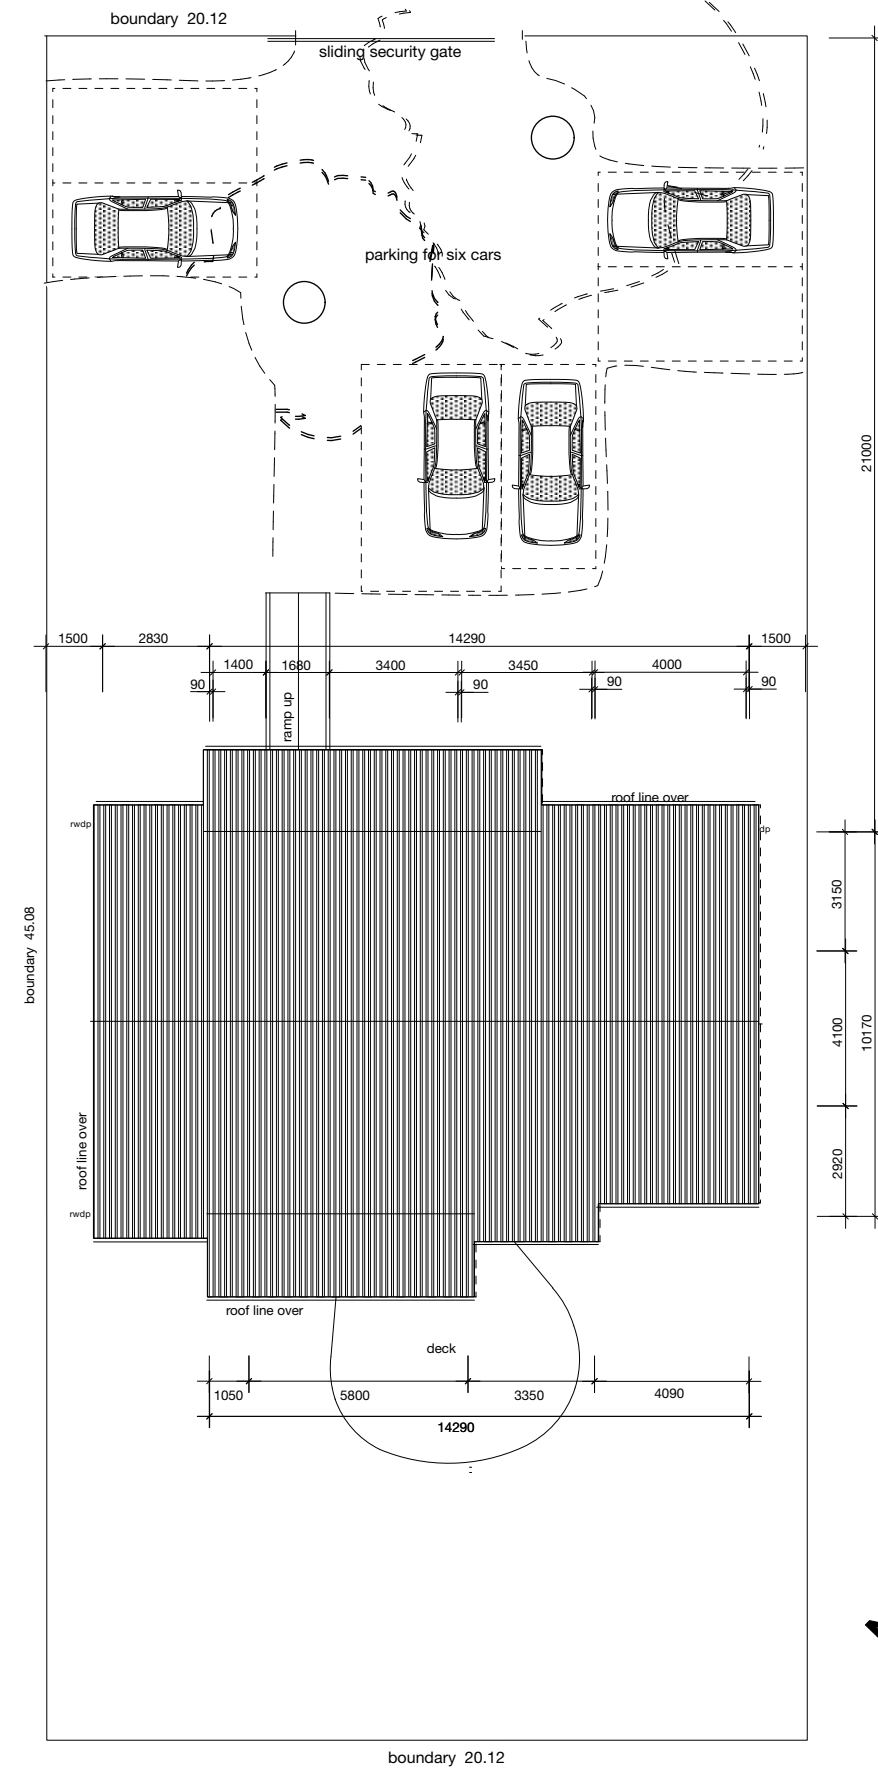 boundary 20.12
sliding security gate
parking for six cars
21000
1500 2830 14290 1500
1400 1680 3400 3450 4000
90 90 90 90
ramp up
roof line over
rwdp
dp
3150
boundary 45.08
4100
10170
roof line over
2920
rwdp
roof line over
deck
1050 5800 3350 4090
14290
boundary 20.12